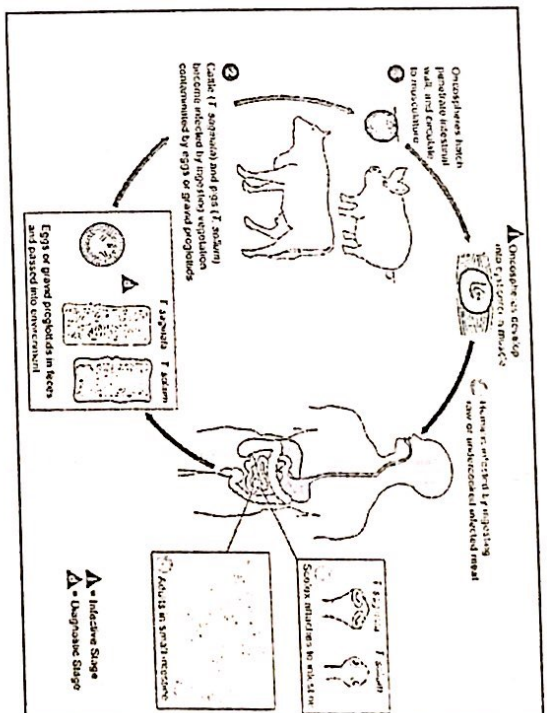 Oncospheres hatch
penetrate intestinal
wall, and circulate
to musculature
3
Oncospheres develop
into cysticerci in muscle
Humans infected by ingesting
raw or undercooked infected meat
2
Cattle (T. saginata) and pigs (T. solium)
become infected by ingesting vegetation
contaminated by eggs or gravid proglottids
T. saginata T. solium
Scolex attaches to intestine
Adults in small intestine
T. saginata T. solium
d
Eggs or gravid proglottids in feces
and passed into environment
i = Infective Stage
d = Diagnostic Stage